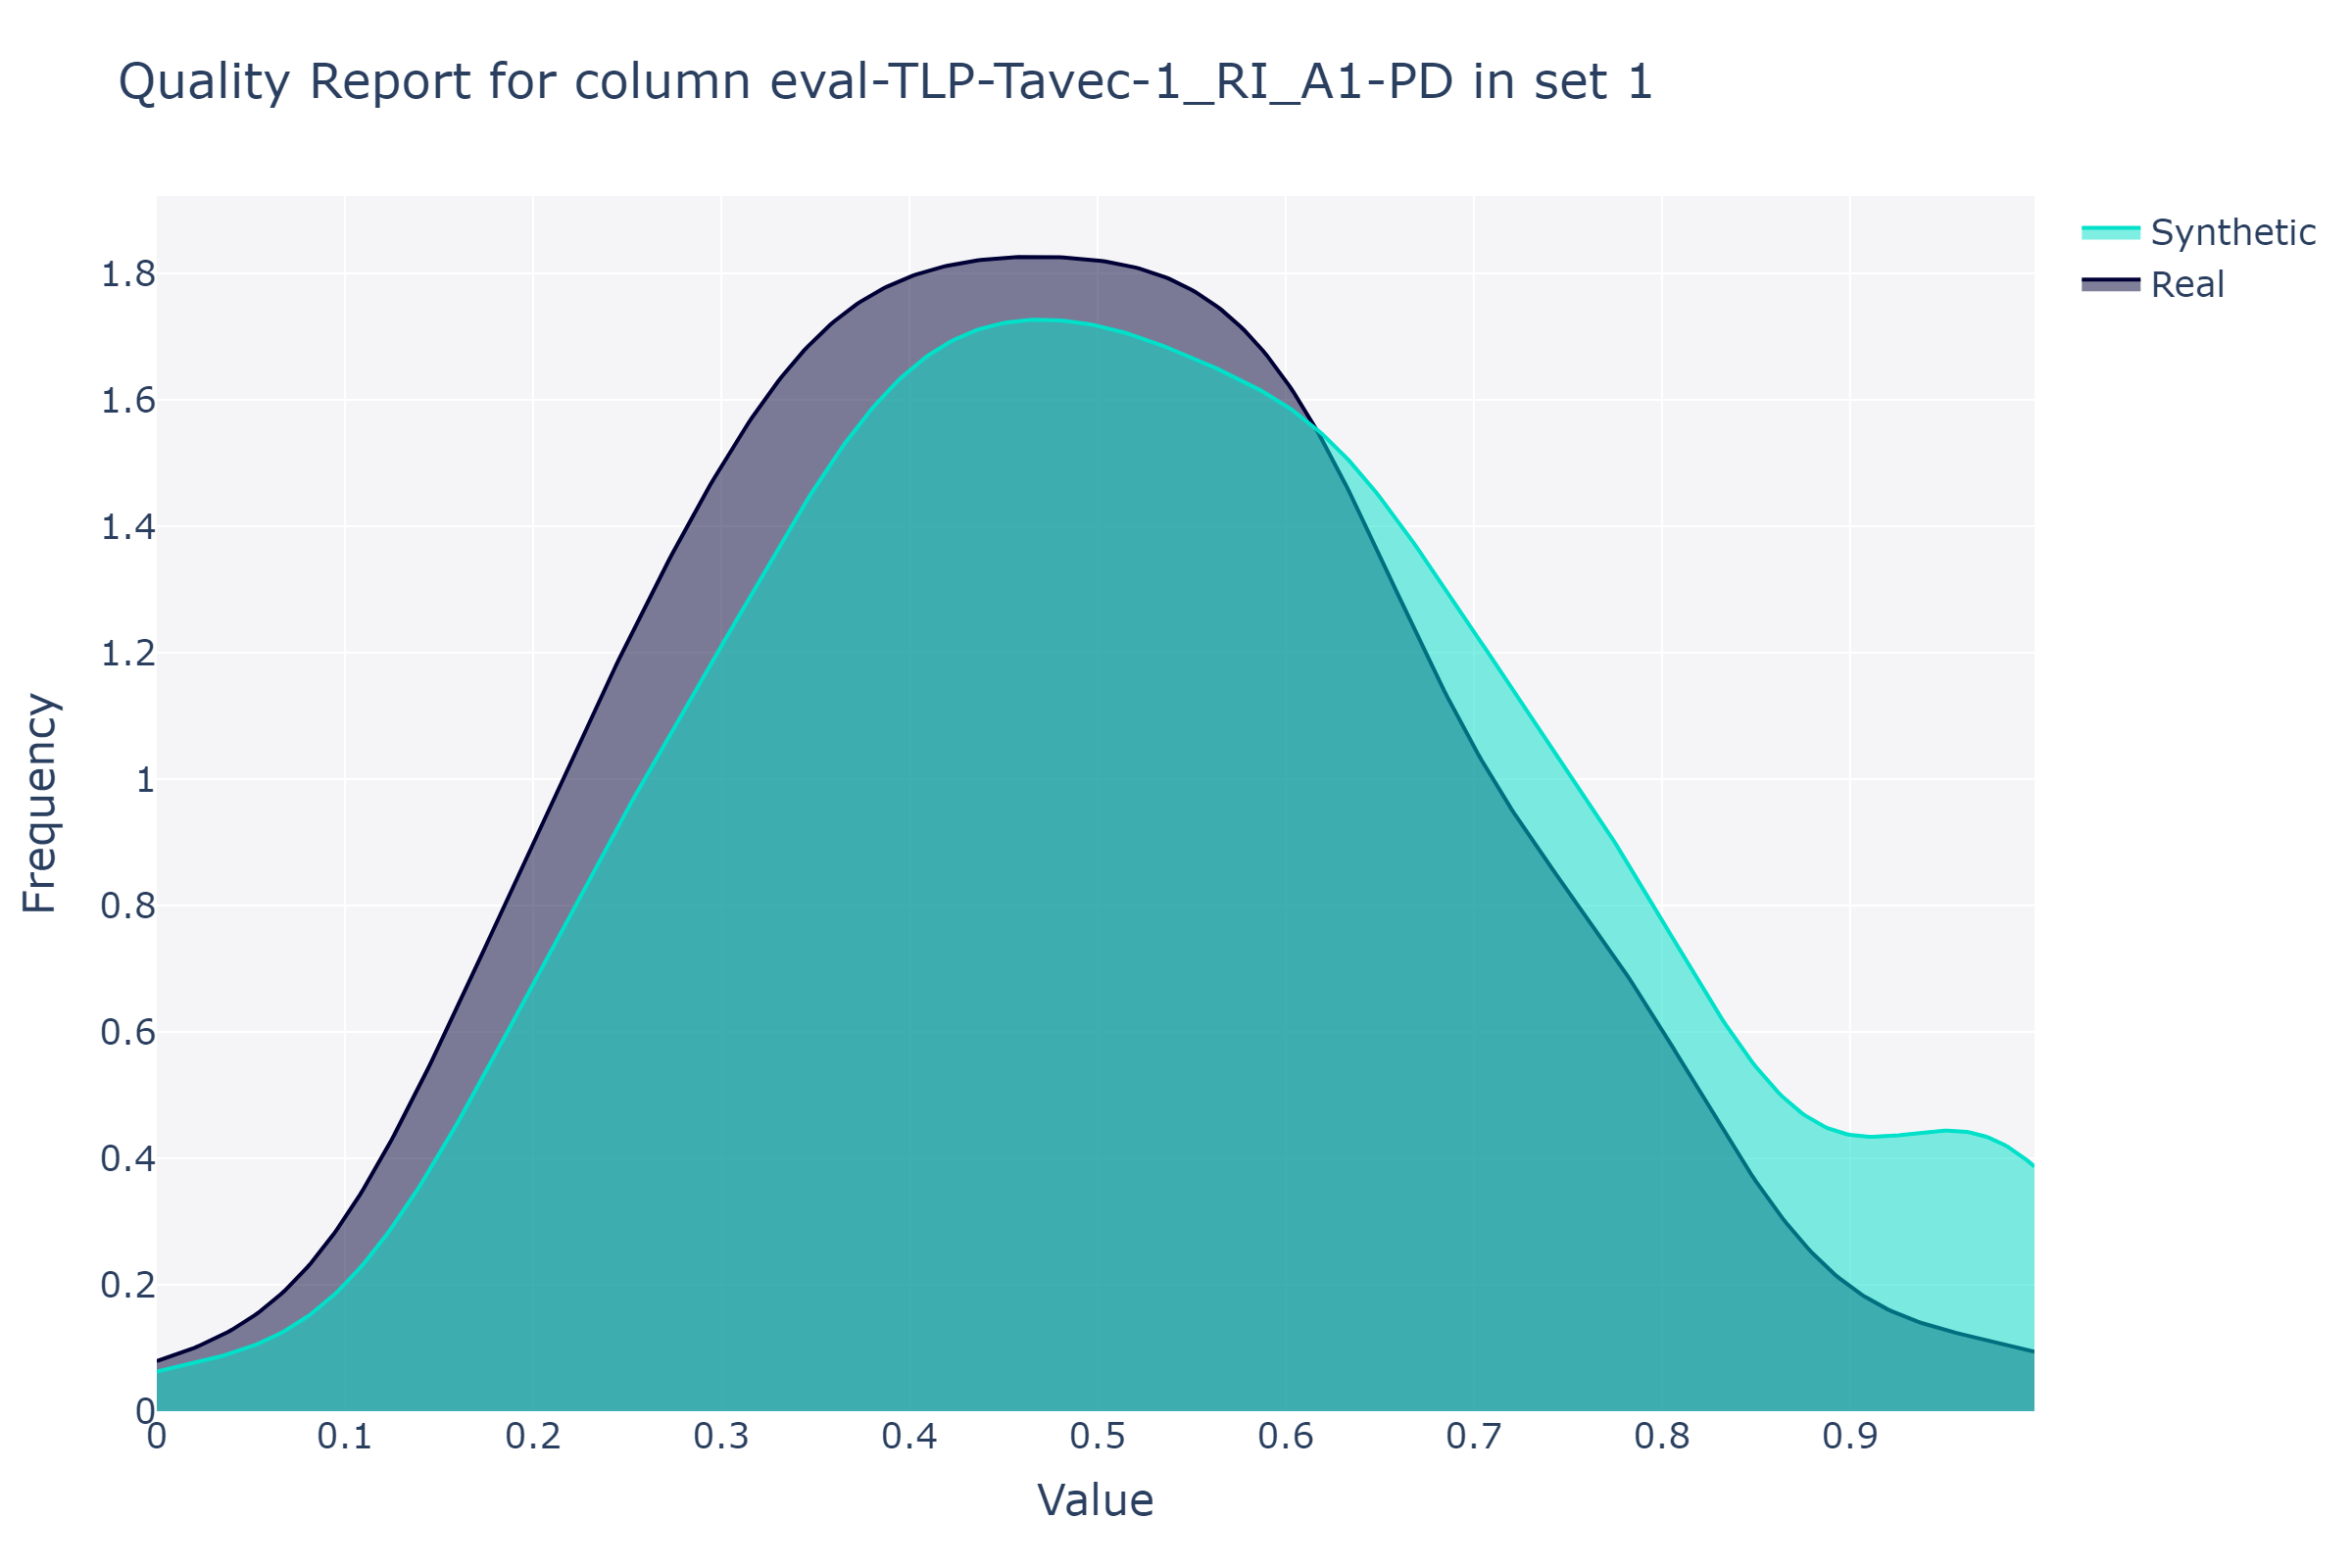 Quality Report for column eval-TLP-Tavec-1_RI_A1-PD in set 1
Synthetic
Real
Frequency
1.8
1.6
1.4
1.2
1
0.8
0.6
0.4
0.2
0
0 0.1 0.2 0.3 0.4 0.5 0.6 0.7 0.8 0.9
Value